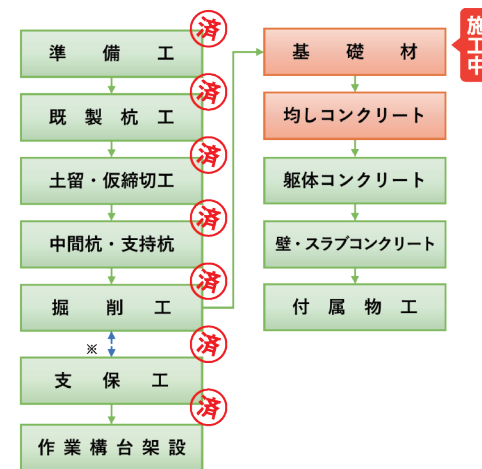 準備工
済
既製杭工
済
土留・仮締切工
済
中間杭・支持杭
済
掘削工
済
※
支保工
済
作業構台架設
済
基礎材
施工中
均しコンクリート
躯体コンクリート
壁・スラブコンクリート
付属物工